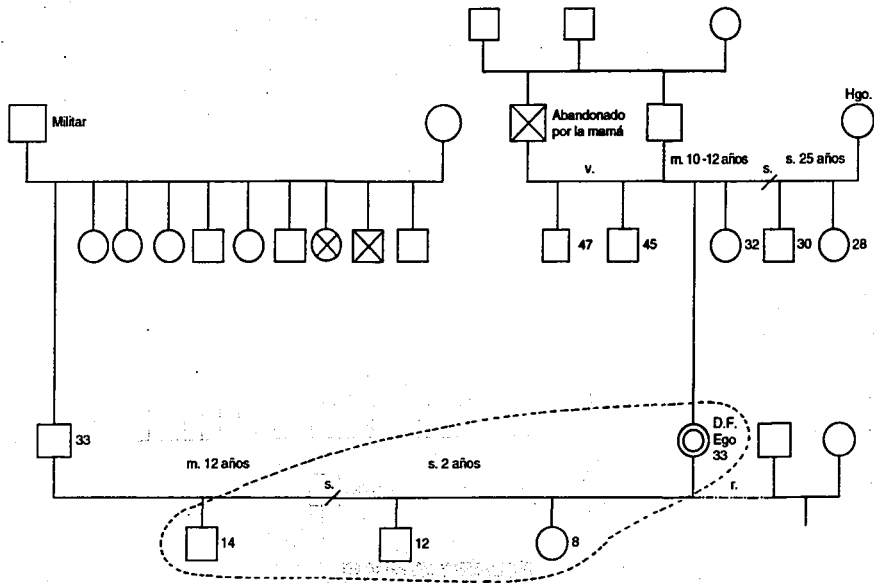 Militar
Abandonado
por la mamá
Hgo.
v.
m. 10-12 años
s.
s. 25 años
47
45
32
30
28
33
D.F.
Ego
33
m. 12 años
s.
s. 2 años
r.
14
12
8